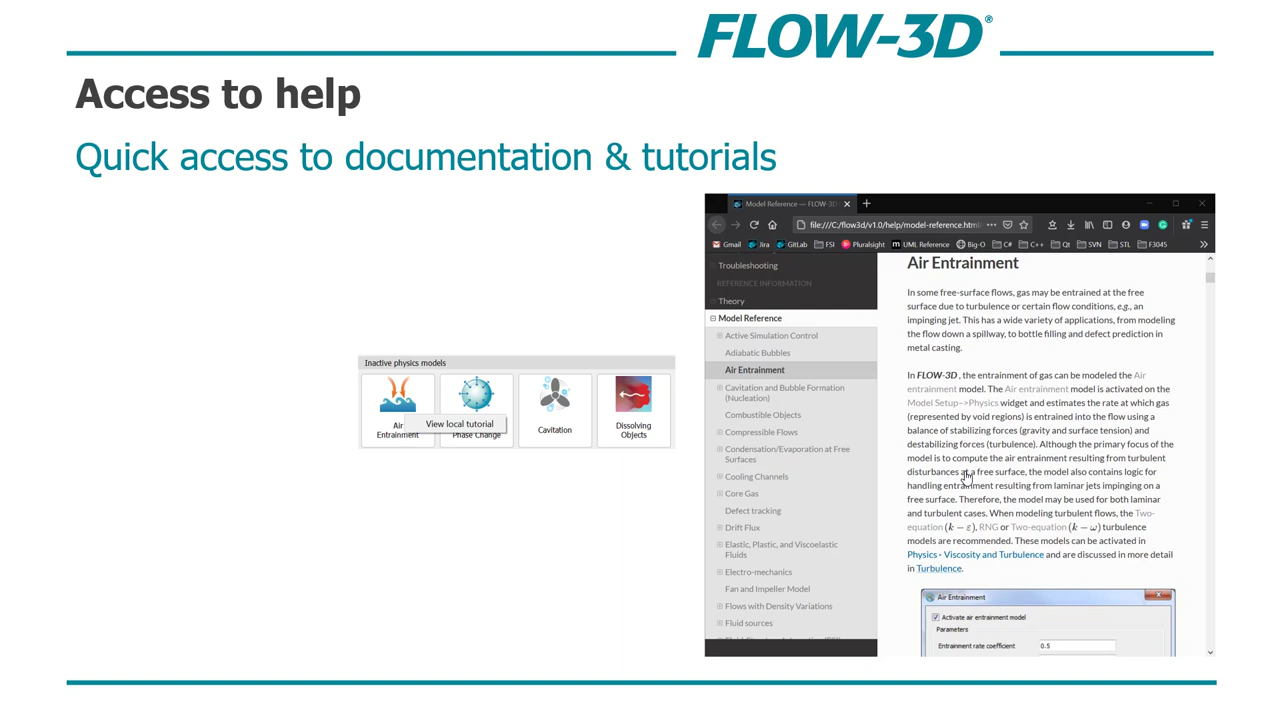 FLOW-3D®
Access to help
Quick access to documentation & tutorials
Inactive physics models
Air
Entrainment
View local tutorial
Phase Change
Cavitation
Dissolving
Objects
Model Reference — FLOW-3D
file:///C:/flow3d/v1.0/help/model-reference.html
Gmail Jira GitLab FSI Pluralsight UML Reference Big-O C# C++ Qt SVN STL F3045
Troubleshooting
REFERENCE INFORMATION
Theory
Model Reference
Active Simulation Control
Adiabatic Bubbles
Air Entrainment
Cavitation and Bubble Formation
(Nucleation)
Combustible Objects
Compressible Flows
Condensation/Evaporation at Free
Surfaces
Cooling Channels
Core Gas
Defect tracking
Drift Flux
Elastic, Plastic, and Viscoelastic
Fluids
Electro-mechanics
Fan and Impeller Model
Flows with Density Variations
Fluid sources
Air Entrainment
In some free-surface flows, gas may be entrained at the free
surface due to turbulence or certain flow conditions, e.g., an
impinging jet. This has a wide variety of applications, from modeling
the flow down a spillway, to bottle filling and defect prediction in
metal casting.
In FLOW-3D , the entrainment of gas can be modeled the Air
entrainment model. The Air entrainment model is activated on the
Model Setup–>Physics widget and estimates the rate at which gas
(represented by void regions) is entrained into the flow using a
balance of stabilizing forces (gravity and surface tension) and
destabilizing forces (turbulence). Although the primary focus of the
model is to compute the air entrainment resulting from turbulent
disturbances at a free surface, the model also contains logic for
handling entrainment resulting from laminar jets impinging on a
free surface. Therefore, the model may be used for both laminar
and turbulent cases. When modeling turbulent flows, the Two-
equation (k − ε), RNG or Two-equation (k − ω) turbulence
models are recommended. These models can be activated in
Physics ‣ Viscosity and Turbulence and are discussed in more detail
in Turbulence.
Air Entrainment
Activate air entrainment model
Parameters
Entrainment rate coefficient 0.5